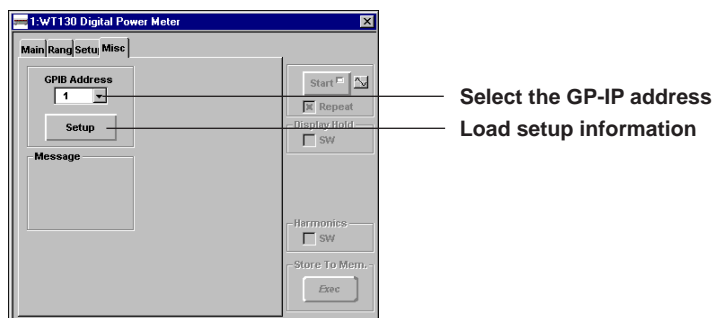 1:WT130 Digital Power Meter
Main Rang Setu Misc
GPIB Address
1
Setup
Message
Start
Repeat
Display Hold
SW
Harmonics
SW
Store To Mem.
Exec
Select the GP-IP address
Load setup information